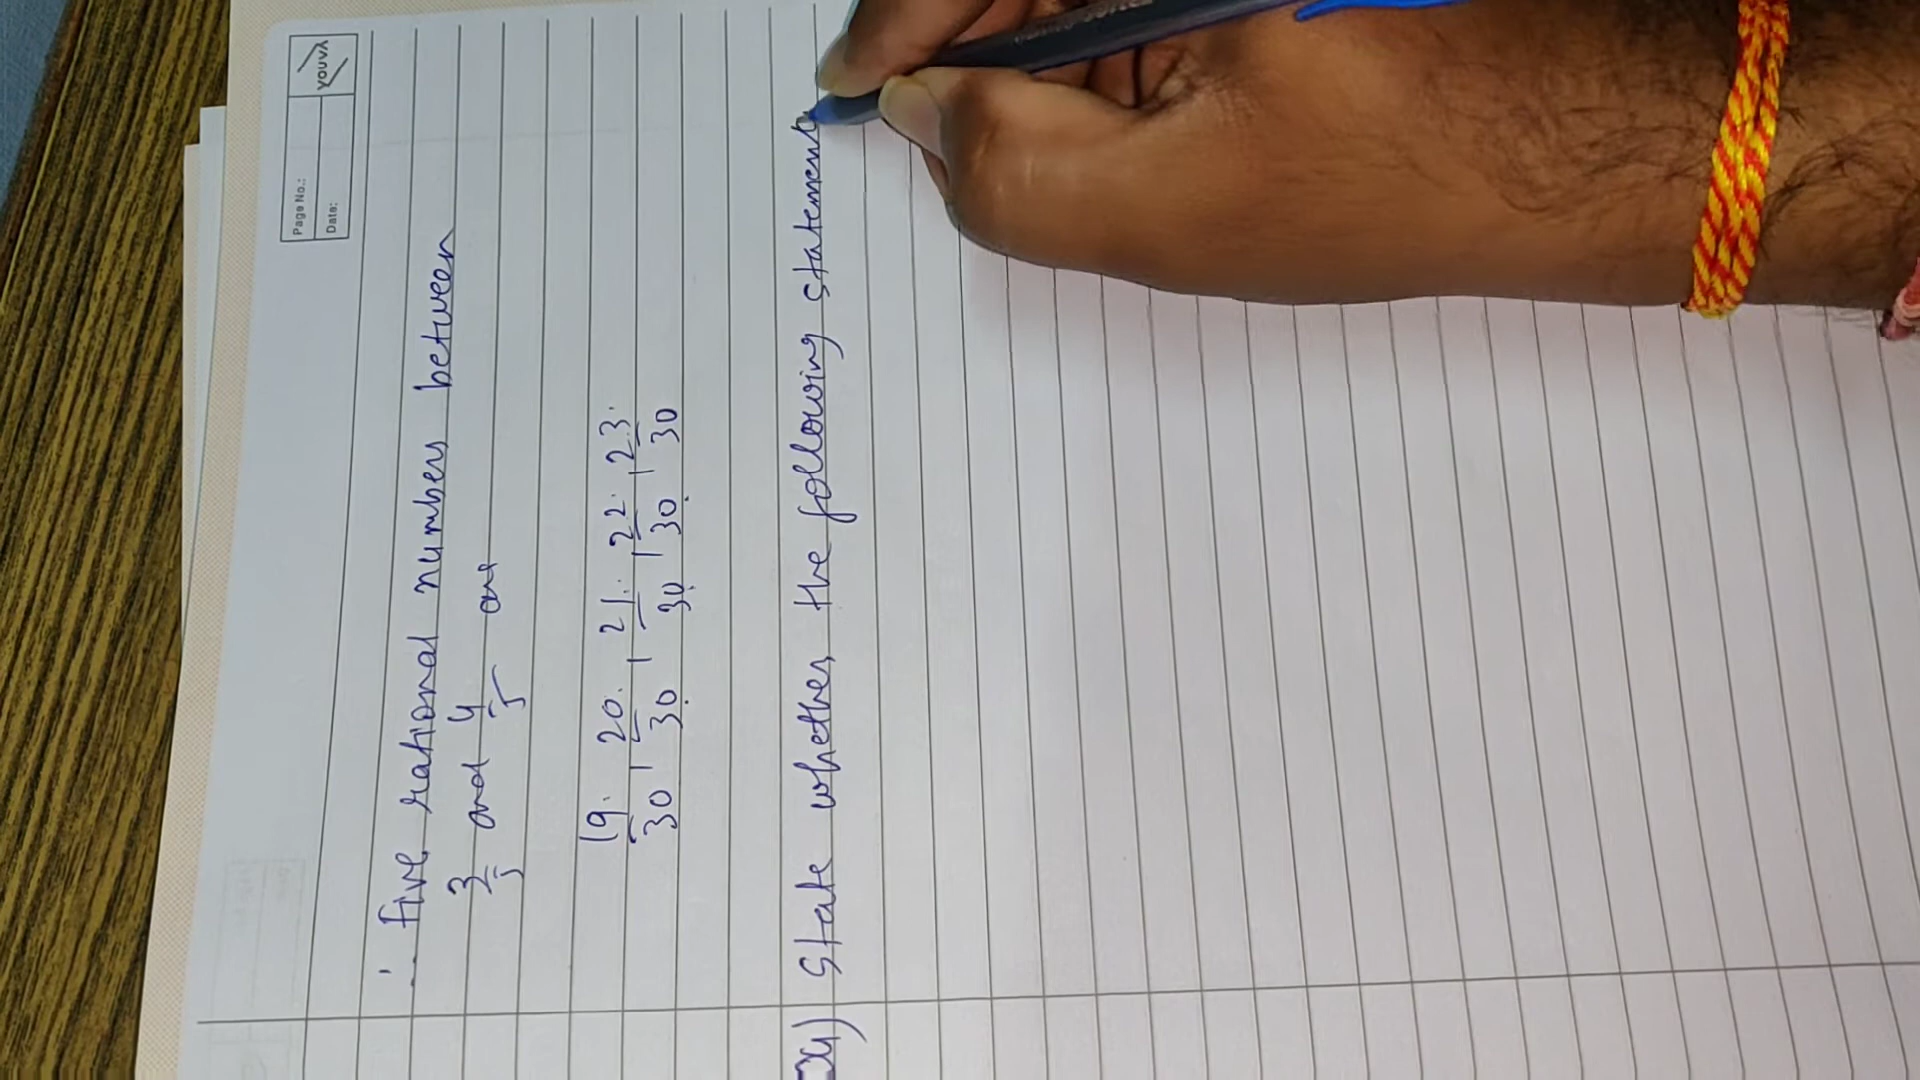 YOUVA
Page No.:
Date:
∴ five rational numbers between
3/5 and 4/5 are
19/30, 20/30, 21/30, 22/30, 23/30
4) State whether the following statement